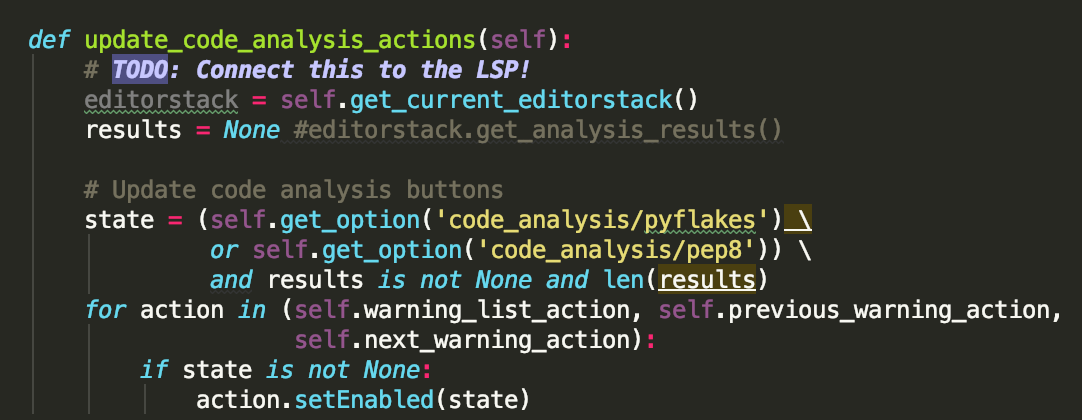 def update_code_analysis_actions(self):
    # TODO: Connect this to the LSP!
    editorstack = self.get_current_editorstack()
    results = None #editorstack.get_analysis_results()

    # Update code analysis buttons
    state = (self.get_option('code_analysis/pyflakes') \
             or self.get_option('code_analysis/pep8')) \
             and results is not None and len(results)
    for action in (self.warning_list_action, self.previous_warning_action,
                   self.next_warning_action):
        if state is not None:
            action.setEnabled(state)